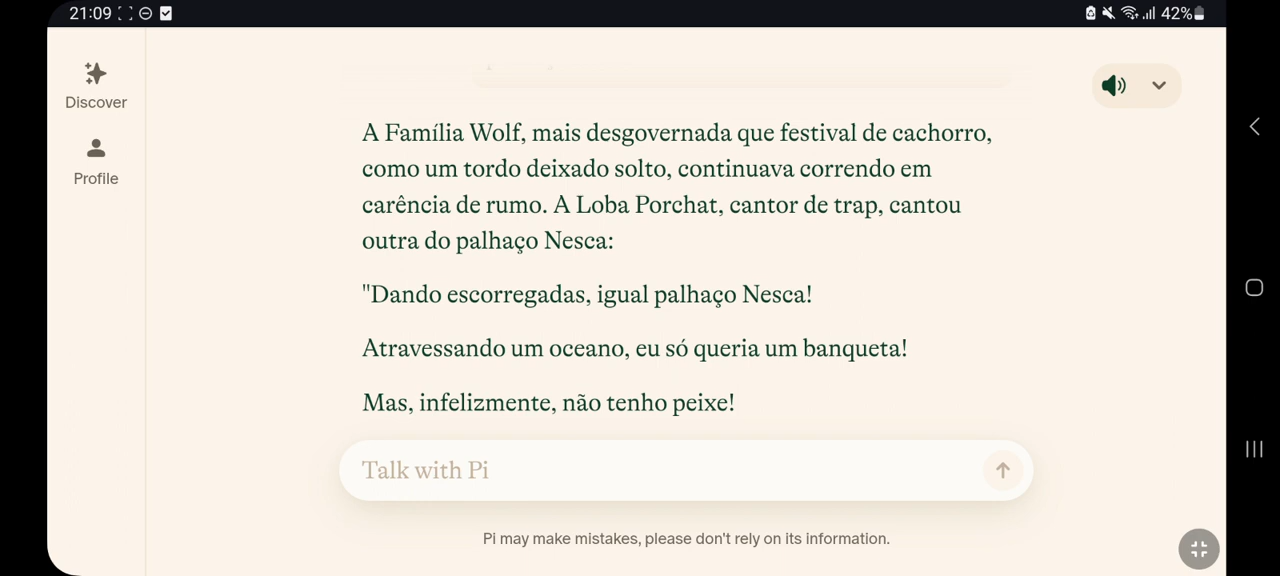 21:09
42%
Discover
Profile
A Família Wolf, mais desgovernada que festival de cachorro,
como um tordo deixado solto, continuava correndo em
carência de rumo. A Loba Porchat, cantor de trap, cantou
outra do palhaço Nesca:
"Dando escorregadas, igual palhaço Nesca!
Atravessando um oceano, eu só queria um banqueta!
Mas, infelizmente, não tenho peixe!
Talk with Pi
Pi may make mistakes, please don't rely on its information.